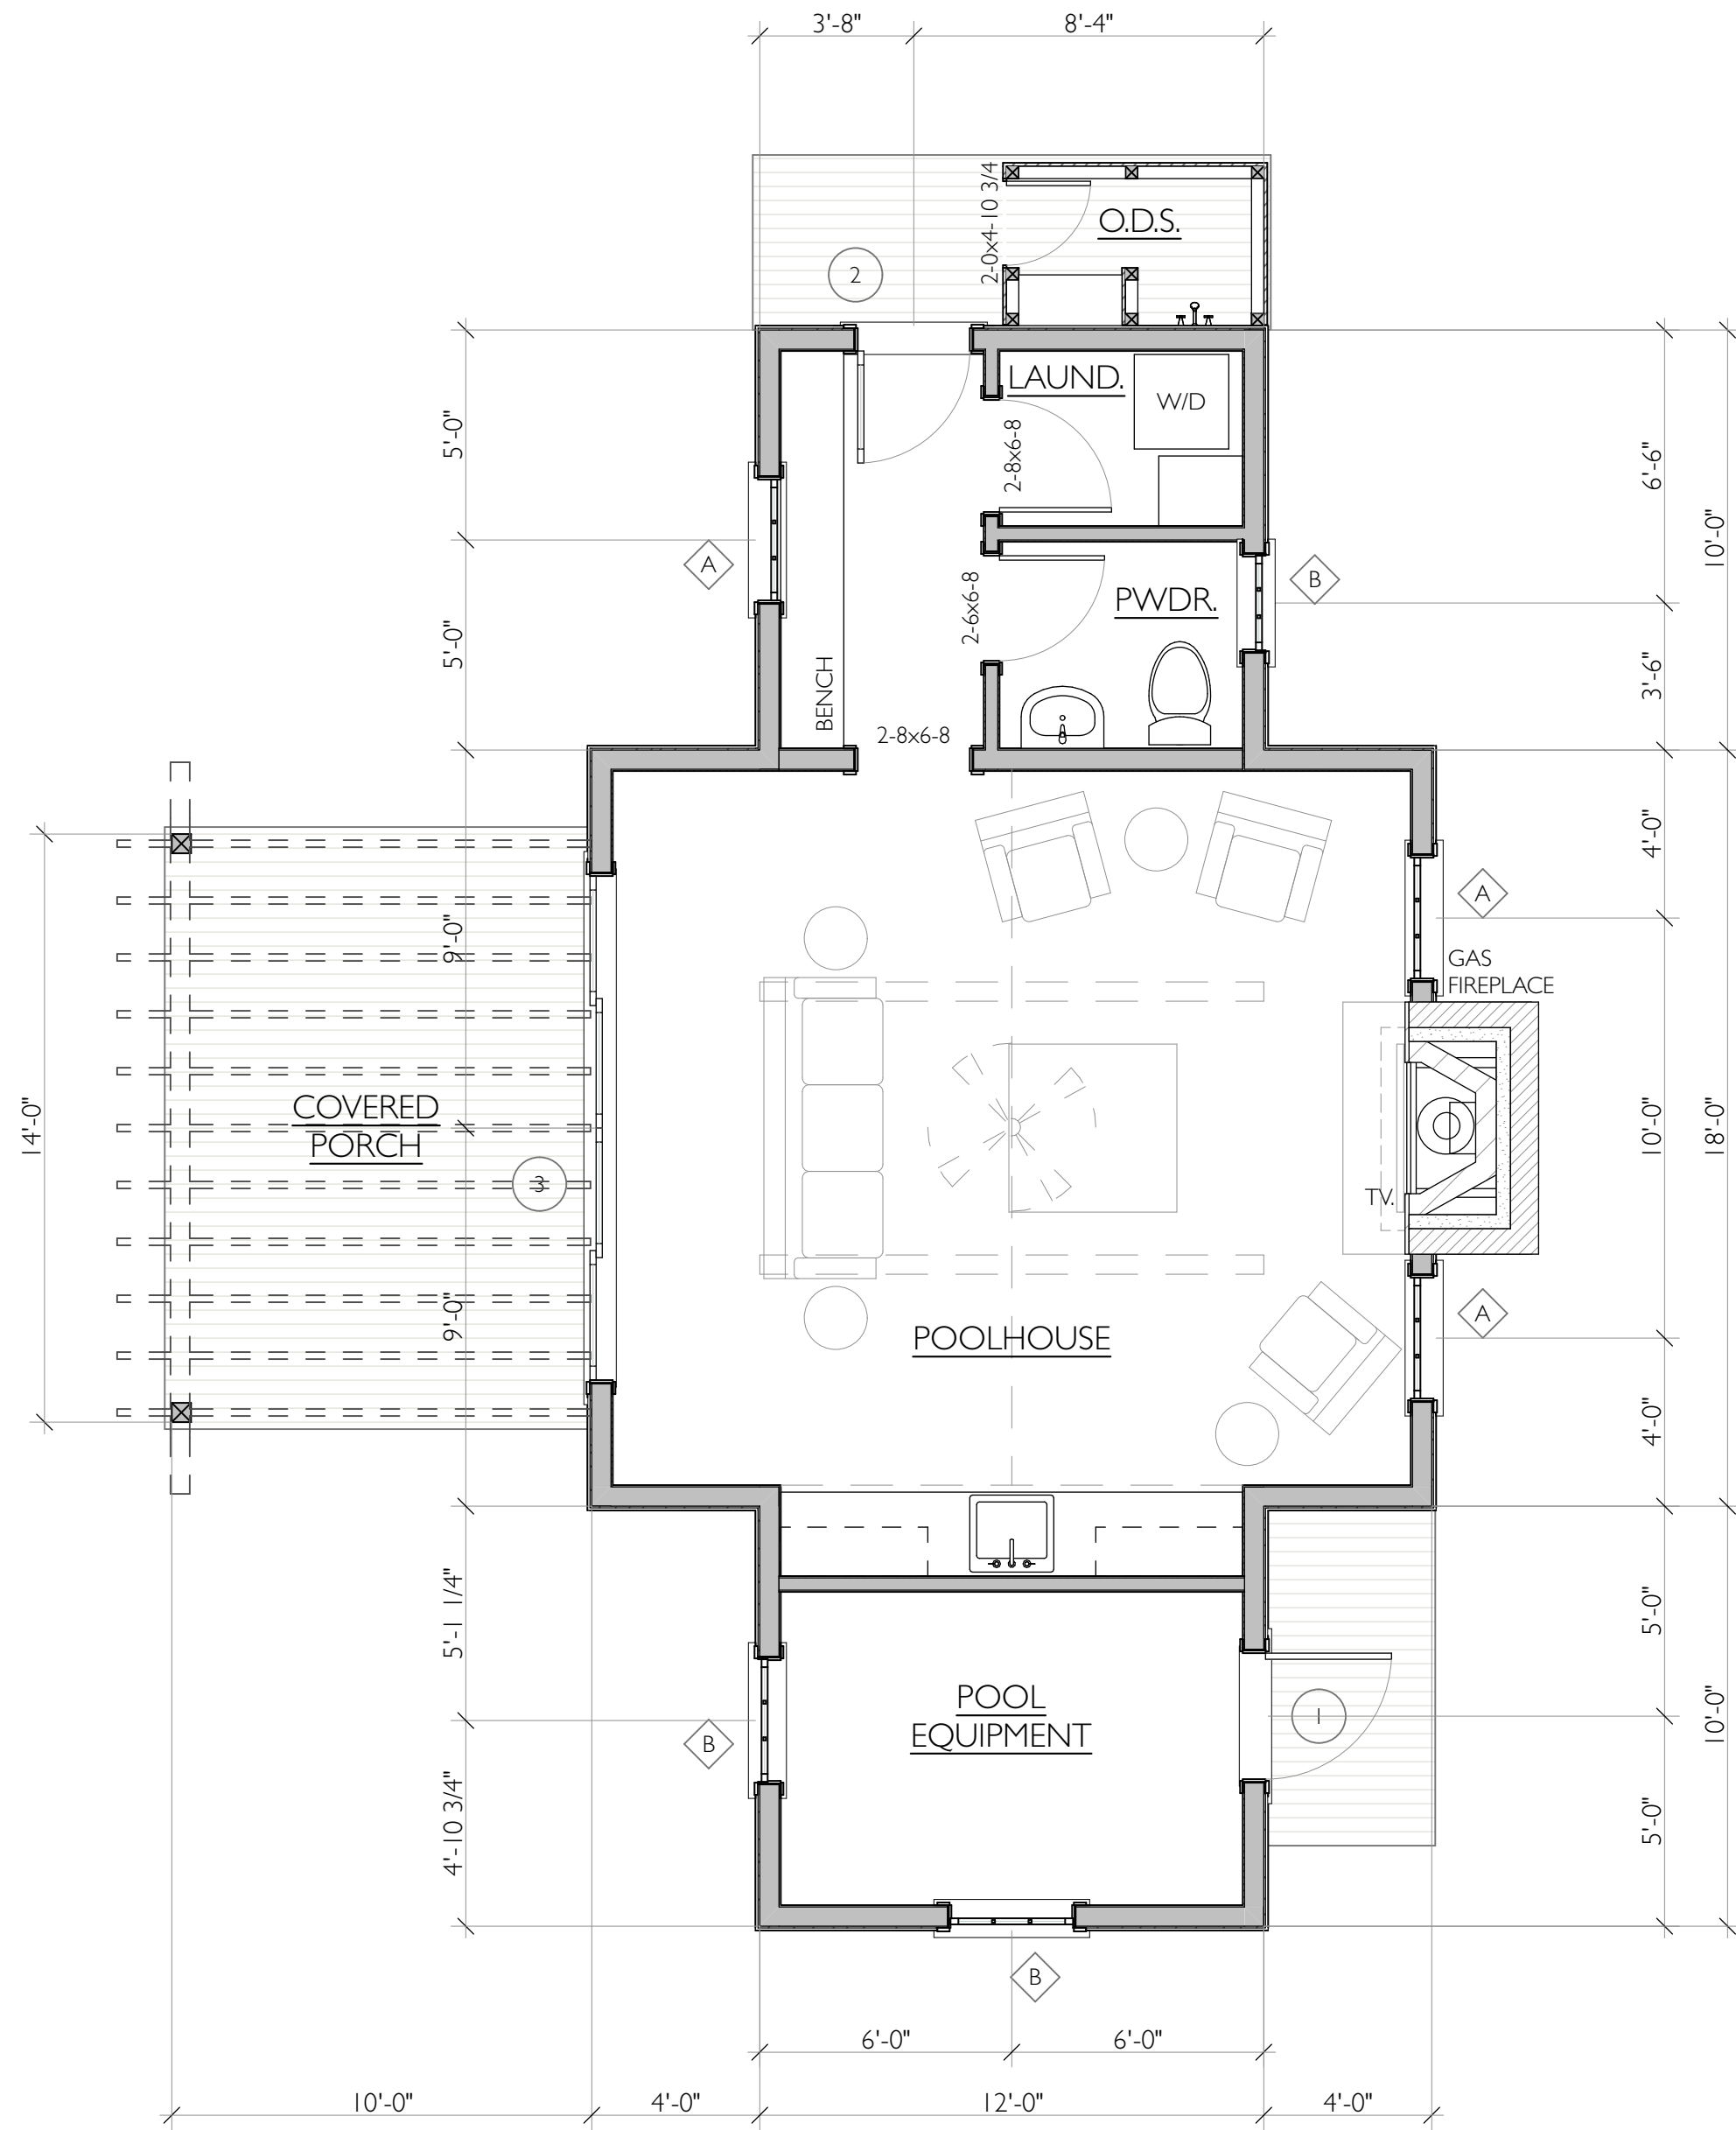 3'-8"
8'-4"
2-0x4-10 3/4
O.D.S.
2
LAUND.
W/D
5'-0"
2-8x6-8
6'-6"
10'-0"
A
B
2-6x6-8
PWDR.
5'-0"
BENCH
3'-6"
2-8x6-8
4'-0"
A
9'-0"
GAS
FIREPLACE
14'-0"
COVERED
PORCH
10'-0"
18'-0"
3
TV.
9'-0"
A
POOLHOUSE
4'-0"
5'-1 1/4"
5'-0"
POOL
EQUIPMENT
1
10'-0"
B
4'-10 3/4"
5'-0"
B
6'-0"
6'-0"
10'-0"
4'-0"
12'-0"
4'-0"